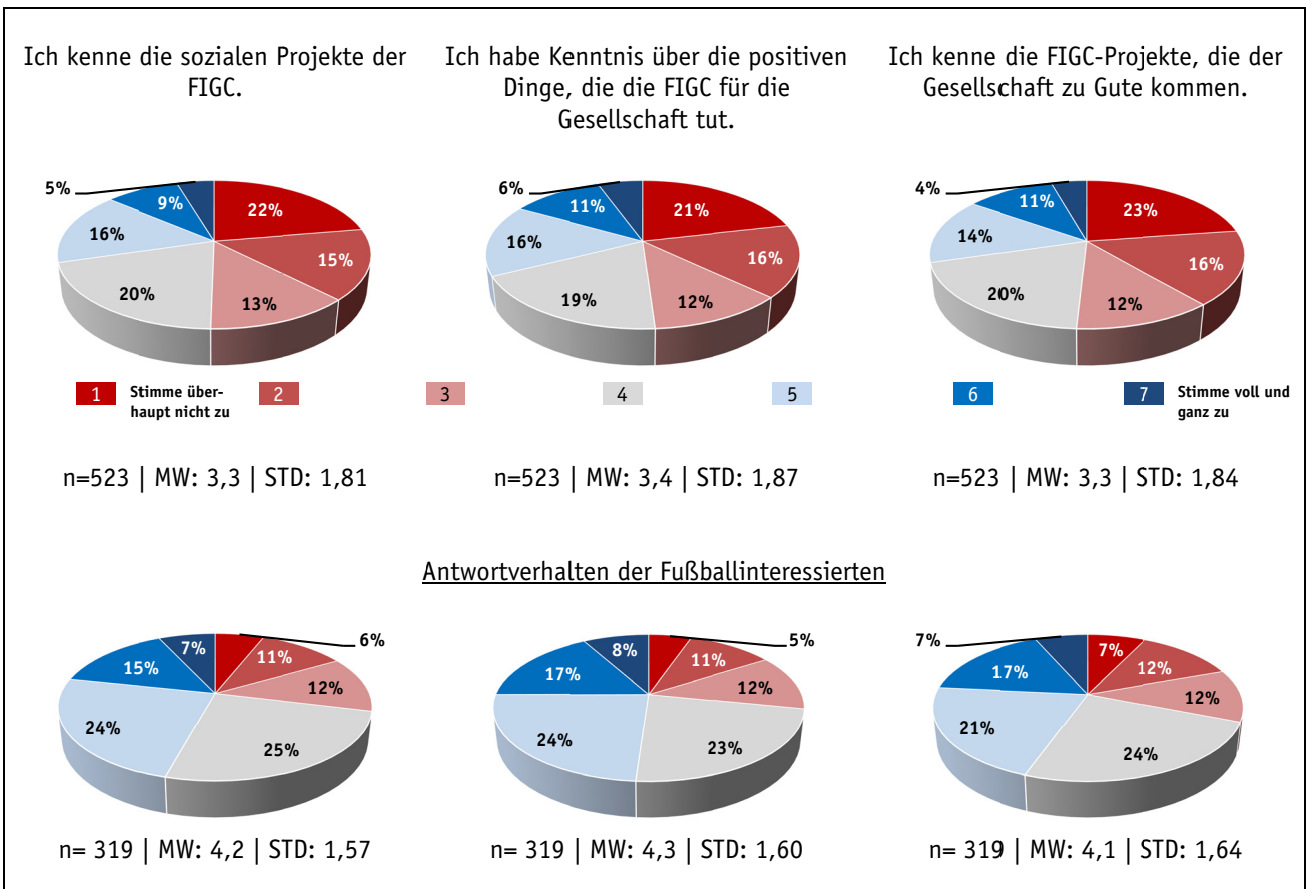 Ich kenne die sozialen Projekte der
FIGC.
Ich habe Kenntnis über die positiven
Dinge, die die FIGC für die
Gesellschaft tut.
Ich kenne die FIGC-Projekte, die der
Gesellschaft zu Gute kommen.
5%
9%
22%
16%
15%
20%
13%
6%
11%
21%
16%
16%
19%
12%
4%
11%
23%
14%
16%
20%
12%
1 Stimme über-
haupt nicht zu
2
3
4
5
6
7 Stimme voll und
ganz zu
n=523 | MW: 3,3 | STD: 1,81
n=523 | MW: 3,4 | STD: 1,87
n=523 | MW: 3,3 | STD: 1,84
Antwortverhalten der Fußballinteressierten
7%
6%
15%
11%
12%
24%
25%
8%
5%
17%
11%
12%
24%
23%
7%
7%
17%
12%
12%
21%
24%
n= 319 | MW: 4,2 | STD: 1,57
n= 319 | MW: 4,3 | STD: 1,60
n= 319 | MW: 4,1 | STD: 1,64